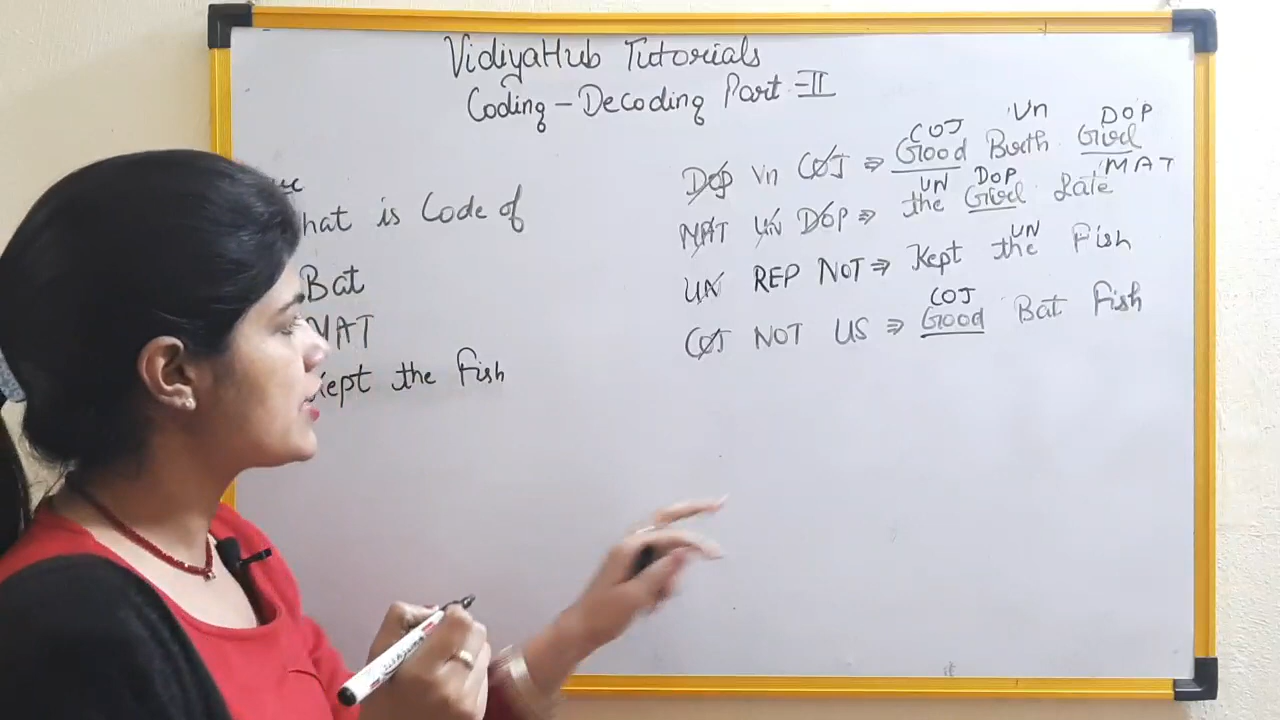 VidiyaHub Tutorials
Coding - Decoding Part - II
hat is Code of
Bat
MAT
Kept the Fish
COJ Un DOP
DOP Vn COJ ⇒ Good Birth Girl
UN DOP MAT
MAT UN DOP ⇒ the Girl Late
UN
UN REP NOT ⇒ Kept the Fish
COJ
COJ NOT US ⇒ Good Bat Fish